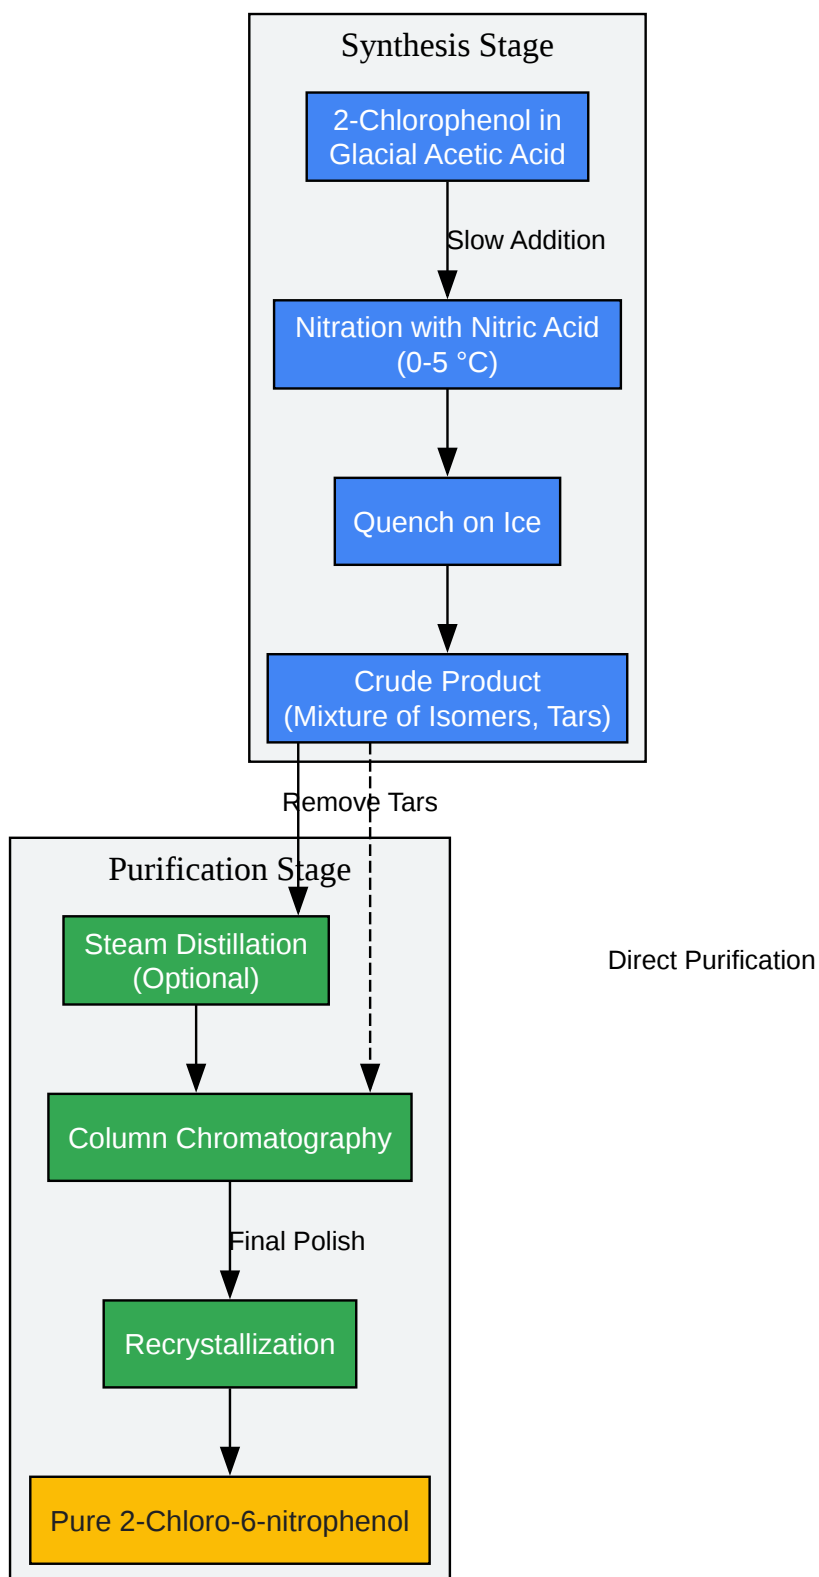 Synthesis Stage
2-Chlorophenol in
Glacial Acetic Acid
Slow Addition
Nitration with Nitric Acid
(0-5 °C)
Quench on Ice
Crude Product
(Mixture of Isomers, Tars)
Remove Tars
Purification Stage
Steam Distillation
(Optional)
Direct Purification
Column Chromatography
Final Polish
Recrystallization
Pure 2-Chloro-6-nitrophenol